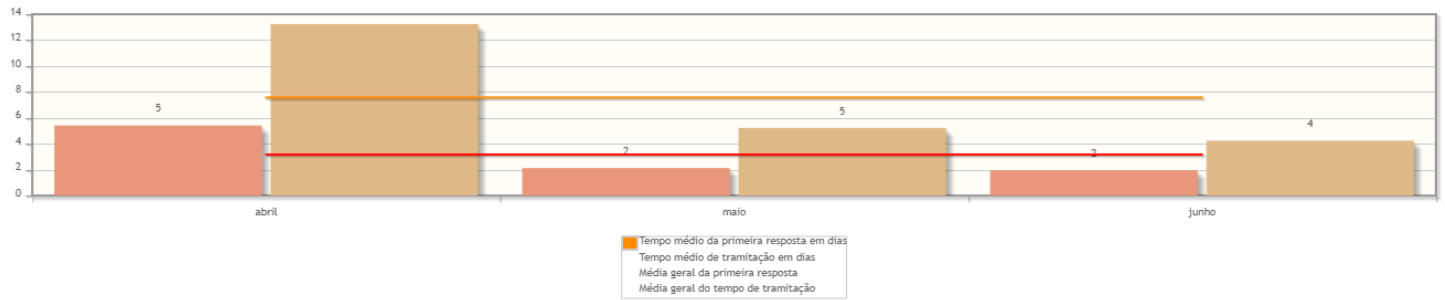 14
12
10
8
6
4
2
0
5
2
5
2
4
abril
maio
junho
Tempo médio da primeira resposta em dias
Tempo médio de tramitação em dias
Média geral da primeira resposta
Média geral do tempo de tramitação